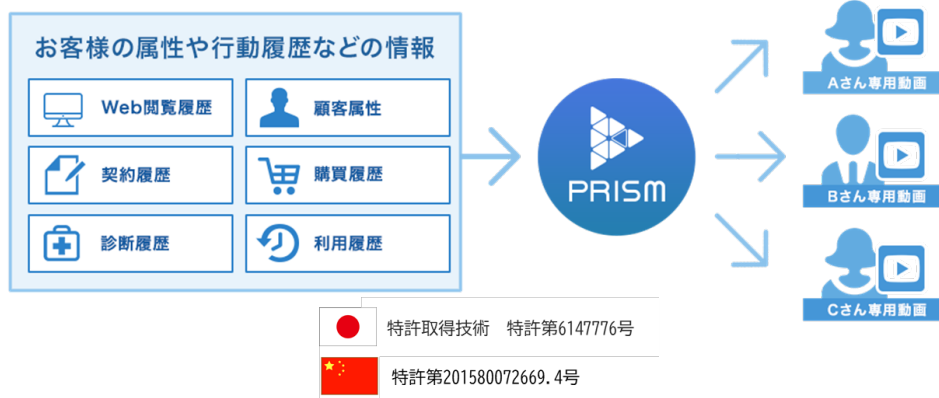 お客様の属性や行動履歴などの情報
Web閲覧履歴
顧客属性
契約履歴
購買履歴
診断履歴
利用履歴
PRISM
Aさん専用動画
Bさん専用動画
Cさん専用動画
特許取得技術　特許第6147776号
特許第201580072669.4号